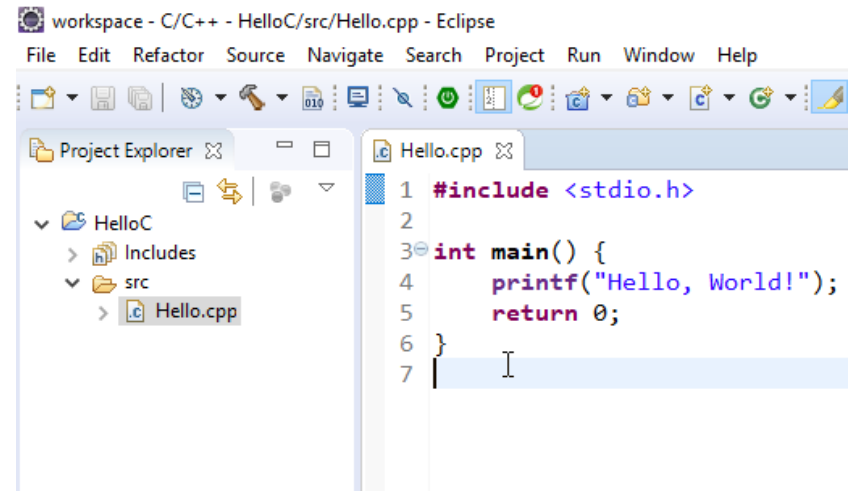 workspace - C/C++ - HelloC/src/Hello.cpp - Eclipse
File Edit Refactor Source Navigate Search Project Run Window Help
010
Project Explorer
HelloC
Includes
src
Hello.cpp
Hello.cpp
1 #include <stdio.h>
2
3 int main() {
4     printf("Hello, World!");
5     return 0;
6 }
7